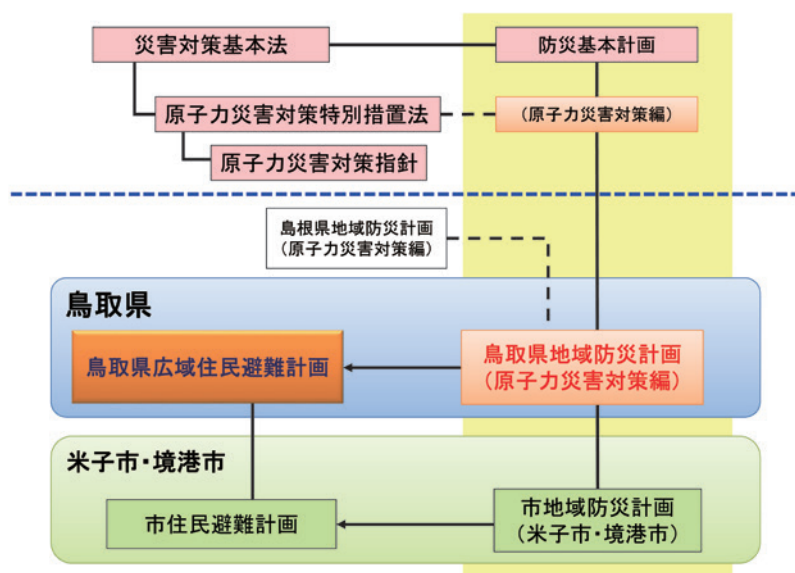 災害対策基本法
防災基本計画
原子力災害対策特別措置法
(原子力災害対策編)
原子力災害対策指針
島根県地域防災計画
(原子力災害対策編)
鳥取県
鳥取県広域住民避難計画
鳥取県地域防災計画
(原子力災害対策編)
米子市・境港市
市住民避難計画
市地域防災計画
(米子市・境港市)